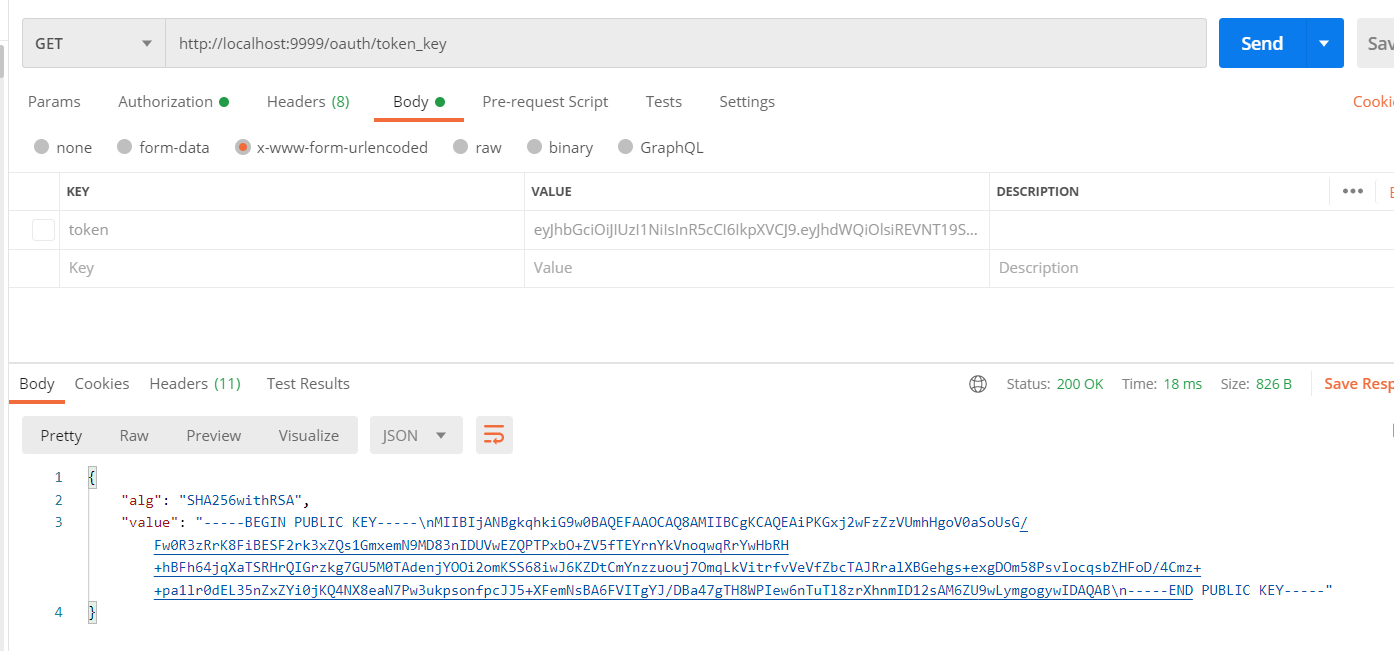 GET http://localhost:9999/oauth/token_key Send
Params Authorization Headers (8) Body Pre-request Script Tests Settings
none form-data x-www-form-urlencoded raw binary GraphQL
KEY VALUE DESCRIPTION •••
token eyJhbGciOiJIUzI1NiIsInR5cCI6IkpXVCJ9.eyJhdWQiOlsiREVNT19S...
Key Value Description
Body Cookies Headers (11) Test Results Status: 200 OK Time: 18 ms Size: 826 B
Pretty Raw Preview Visualize JSON
1 {
2 "alg": "SHA256withRSA",
3 "value": "-----BEGIN PUBLIC KEY-----\nMIIBIjANBgkqhkiG9w0BAQEFAAOCAQ8AMIIBCgKCAQEAiPKGxj2wFzZzVUmhHgoV0aSoUsG/
Fw0R3zRrK8FiBESF2rk3xZQs1GmxemN9MD83nIDUVwEZQPTPxbO+ZV5fTEYrnYkVnoqwqRrYwHbRH
+hBFh64jqXaTSRHrQIGrzkg7GU5M0TAdenjYOOi2omKSS68iwJ6KZDtCmYnzzuouj7OmqLkVitrfvVeVfZbcTAJRralXBGehgs+exgDOm58PsvIocqsbZHFoD/4Cmz+
+pa1lr0dEL35nZxZYi0jKQ4NX8eaN7Pw3ukpsonfpcJJ5+XFemNsBA6FVITgYJ/DBa47gTH8WPIew6nTuTl8zrXhnmID12sAM6ZU9wLymgogywIDAQAB\n-----END PUBLIC KEY-----"
4 }